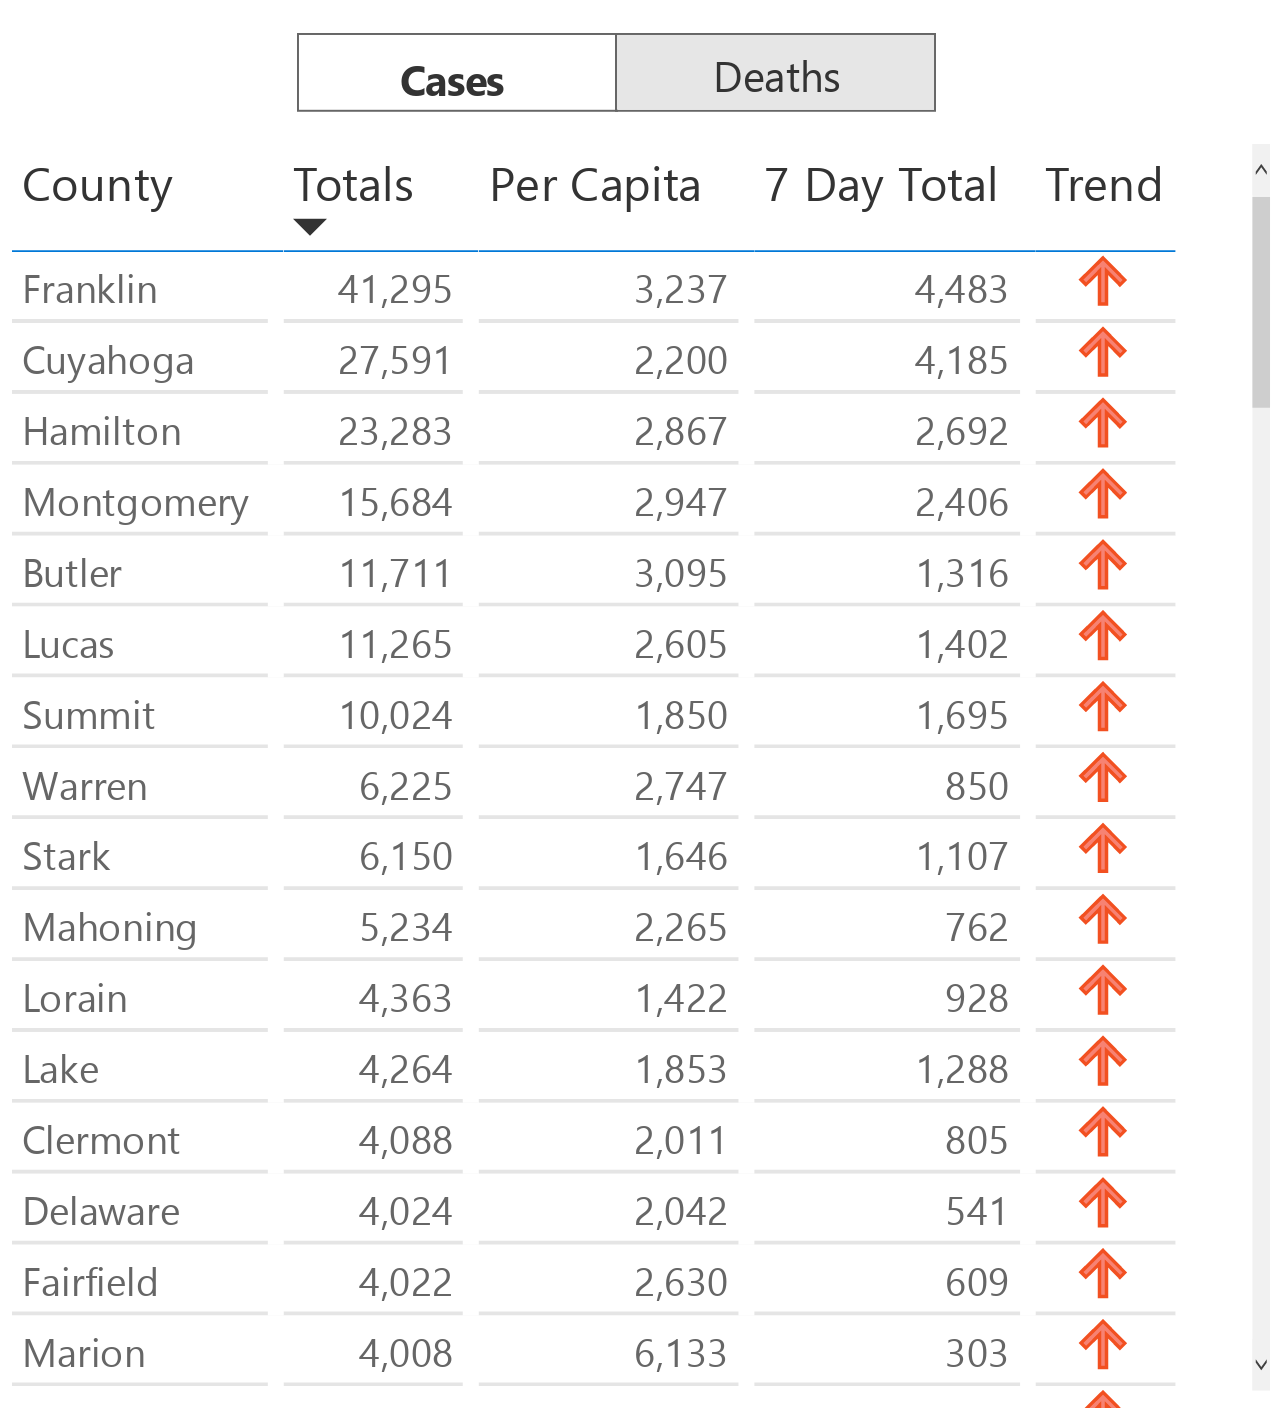 Cases Deaths
County Totals Per Capita 7 Day Total Trend
Franklin 41,295 3,237 4,483
Cuyahoga 27,591 2,200 4,185
Hamilton 23,283 2,867 2,692
Montgomery 15,684 2,947 2,406
Butler 11,711 3,095 1,316
Lucas 11,265 2,605 1,402
Summit 10,024 1,850 1,695
Warren 6,225 2,747 850
Stark 6,150 1,646 1,107
Mahoning 5,234 2,265 762
Lorain 4,363 1,422 928
Lake 4,264 1,853 1,288
Clermont 4,088 2,011 805
Delaware 4,024 2,042 541
Fairfield 4,022 2,630 609
Marion 4,008 6,133 303